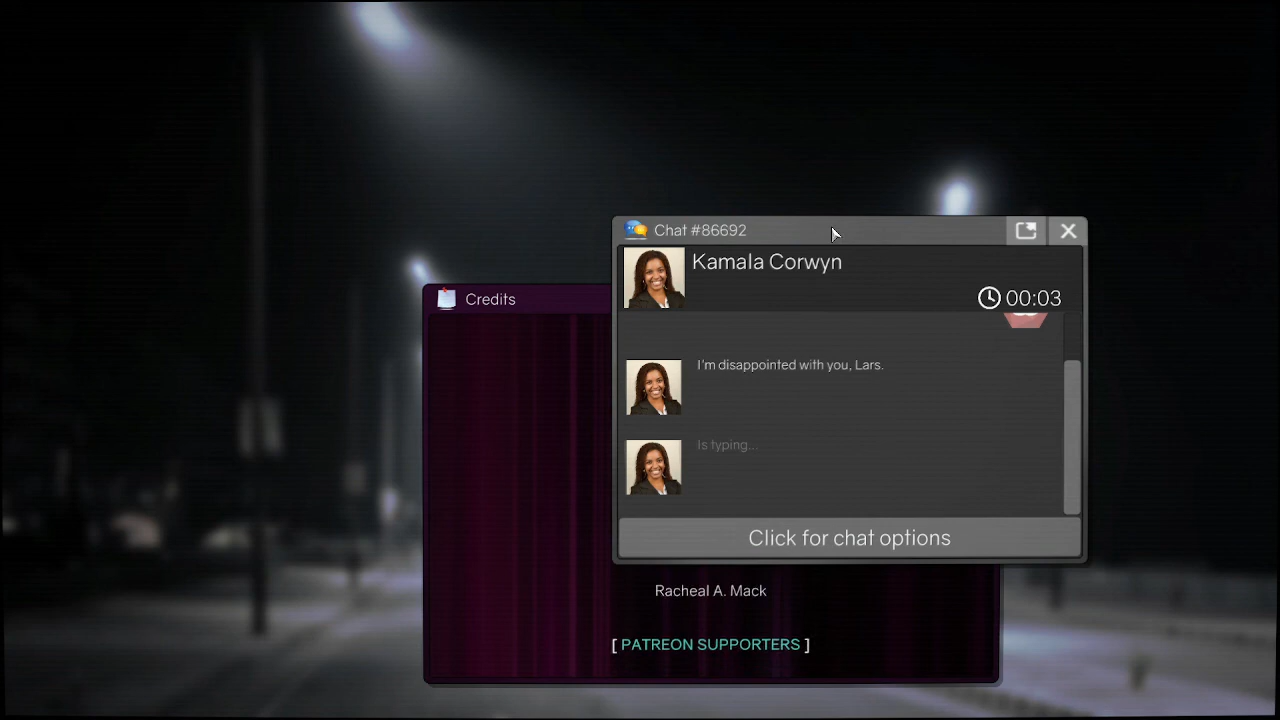 Chat #86692
Kamala Corwyn
00:03
Credits
I'm disappointed with you, Lars.
Is typing...
Click for chat options
Racheal A. Mack
[ PATREON SUPPORTERS ]